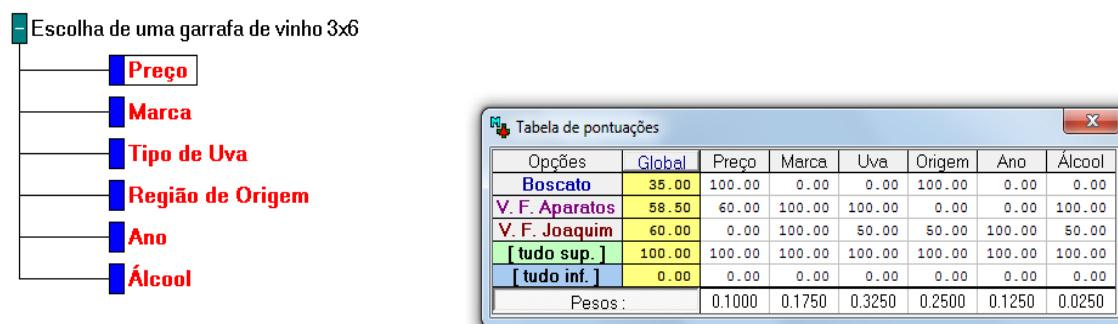 Escolha de uma garrafa de vinho 3x6
Preço
Marca
Tipo de Uva
Região de Origem
Ano
Álcool
Tabela de pontuações
Opções Global Preço Marca Uva Origem Ano Álcool
Boscato 35.00 100.00 0.00 0.00 100.00 0.00 0.00
V. F. Aparatos 58.50 60.00 100.00 100.00 0.00 0.00 100.00
V. F. Joaquim 60.00 0.00 100.00 50.00 50.00 100.00 50.00
[ tudo sup. ] 100.00 100.00 100.00 100.00 100.00 100.00 100.00
[ tudo inf. ] 0.00 0.00 0.00 0.00 0.00 0.00 0.00
Pesos : 0.1000 0.1750 0.3250 0.2500 0.1250 0.0250